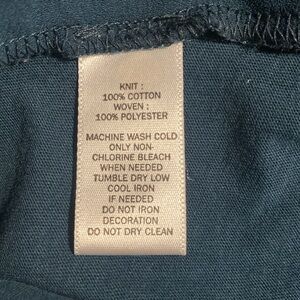 KNIT :
100% COTTON
WOVEN :
100% POLYESTER
MACHINE WASH COLD
ONLY NON-
CHLORINE BLEACH
WHEN NEEDED
TUMBLE DRY LOW
COOL IRON
IF NEEDED
DO NOT IRON
DECORATION
DO NOT DRY CLEAN